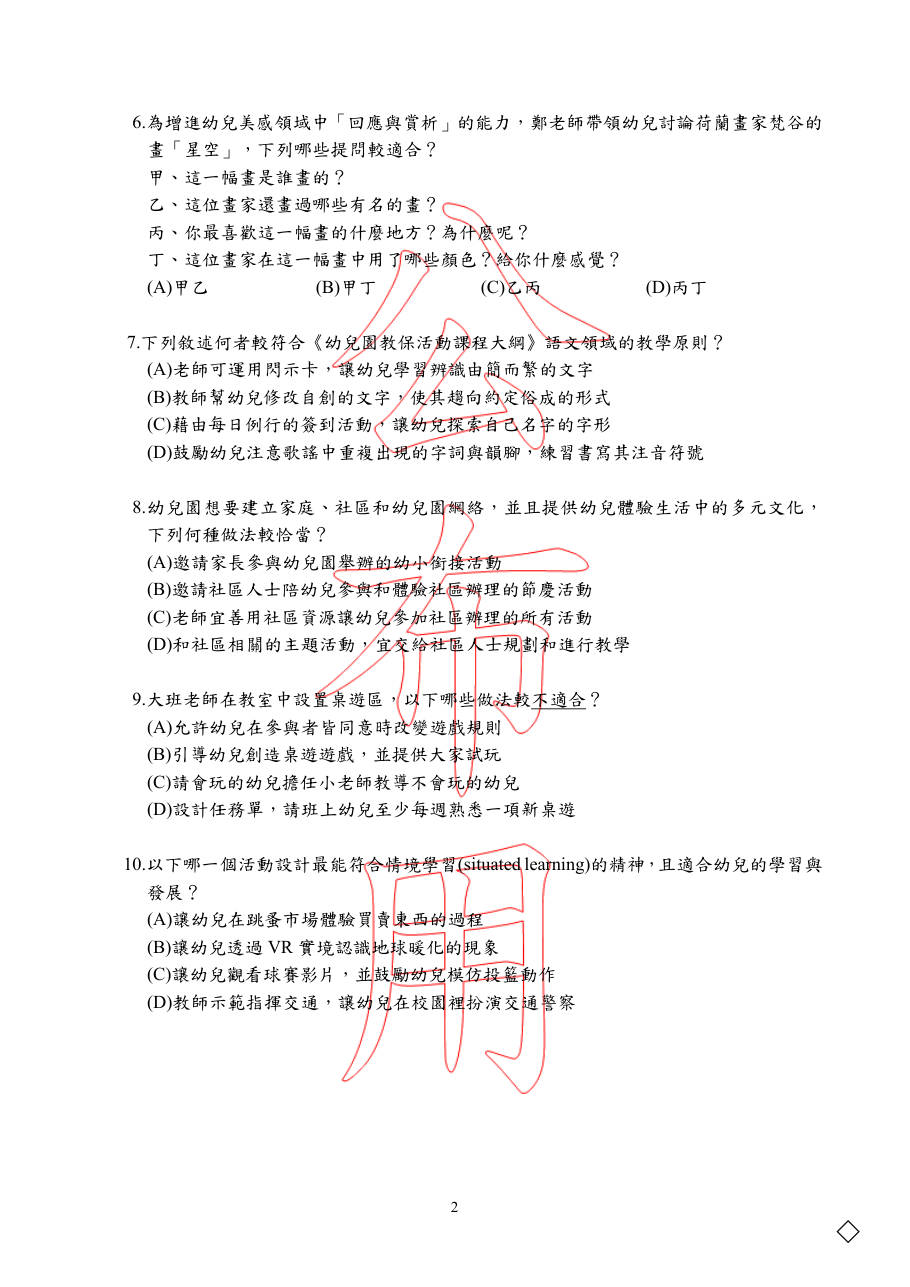 6.為增進幼兒美感領域中「回應與賞析」的能力，鄭老師帶領幼兒討論荷蘭畫家梵谷的
畫「星空」，下列哪些提問較適合？
甲、這一幅畫是誰畫的？
乙、這位畫家還畫過哪些有名的畫？
丙、你最喜歡這一幅畫的什麼地方？為什麼呢？
丁、這位畫家在這一幅畫中用了哪些顏色？給你什麼感覺？
(A)甲乙 (B)甲丁 (C)乙丙 (D)丙丁
7.下列敘述何者較符合《幼兒園教保活動課程大綱》語文領域的教學原則？
(A)老師可運用閃示卡，讓幼兒學習辨識由簡而繁的文字
(B)教師幫幼兒修改自創的文字，使其趨向約定俗成的形式
(C)藉由每日例行的簽到活動，讓幼兒探索自己名字的字形
(D)鼓勵幼兒注意歌謠中重複出現的字詞與韻腳，練習書寫其注音符號
8.幼兒園想要建立家庭、社區和幼兒園網絡，並且提供幼兒體驗生活中的多元文化，
下列何種做法較恰當？
(A)邀請家長參與幼兒園舉辦的幼小銜接活動
(B)邀請社區人士陪幼兒參與和體驗社區辦理的節慶活動
(C)老師宜善用社區資源讓幼兒參加社區辦理的所有活動
(D)和社區相關的主題活動，宜交給社區人士規劃和進行教學
9.大班老師在教室中設置桌遊區，以下哪些做法較不適合？
(A)允許幼兒在參與者皆同意時改變遊戲規則
(B)引導幼兒創造桌遊遊戲，並提供大家試玩
(C)請會玩的幼兒擔任小老師教導不會玩的幼兒
(D)設計任務單，請班上幼兒至少每週熟悉一項新桌遊
10.以下哪一個活動設計最能符合情境學習(situated learning)的精神，且適合幼兒的學習與
發展？
(A)讓幼兒在跳蚤市場體驗買賣東西的過程
(B)讓幼兒透過 VR 實境認識地球暖化的現象
(C)讓幼兒觀看球賽影片，並鼓勵幼兒模仿投籃動作
(D)教師示範指揮交通，讓幼兒在校園裡扮演交通警察
公布用
2